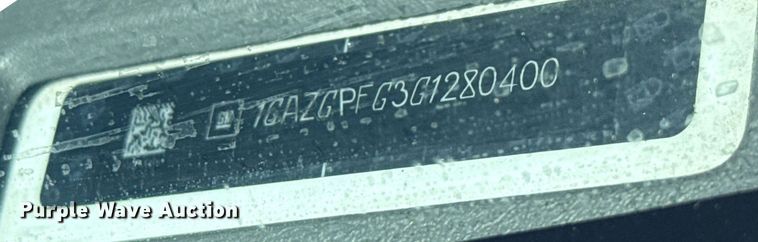 1GAZGPFG3G1280400
Purple Wave Auction